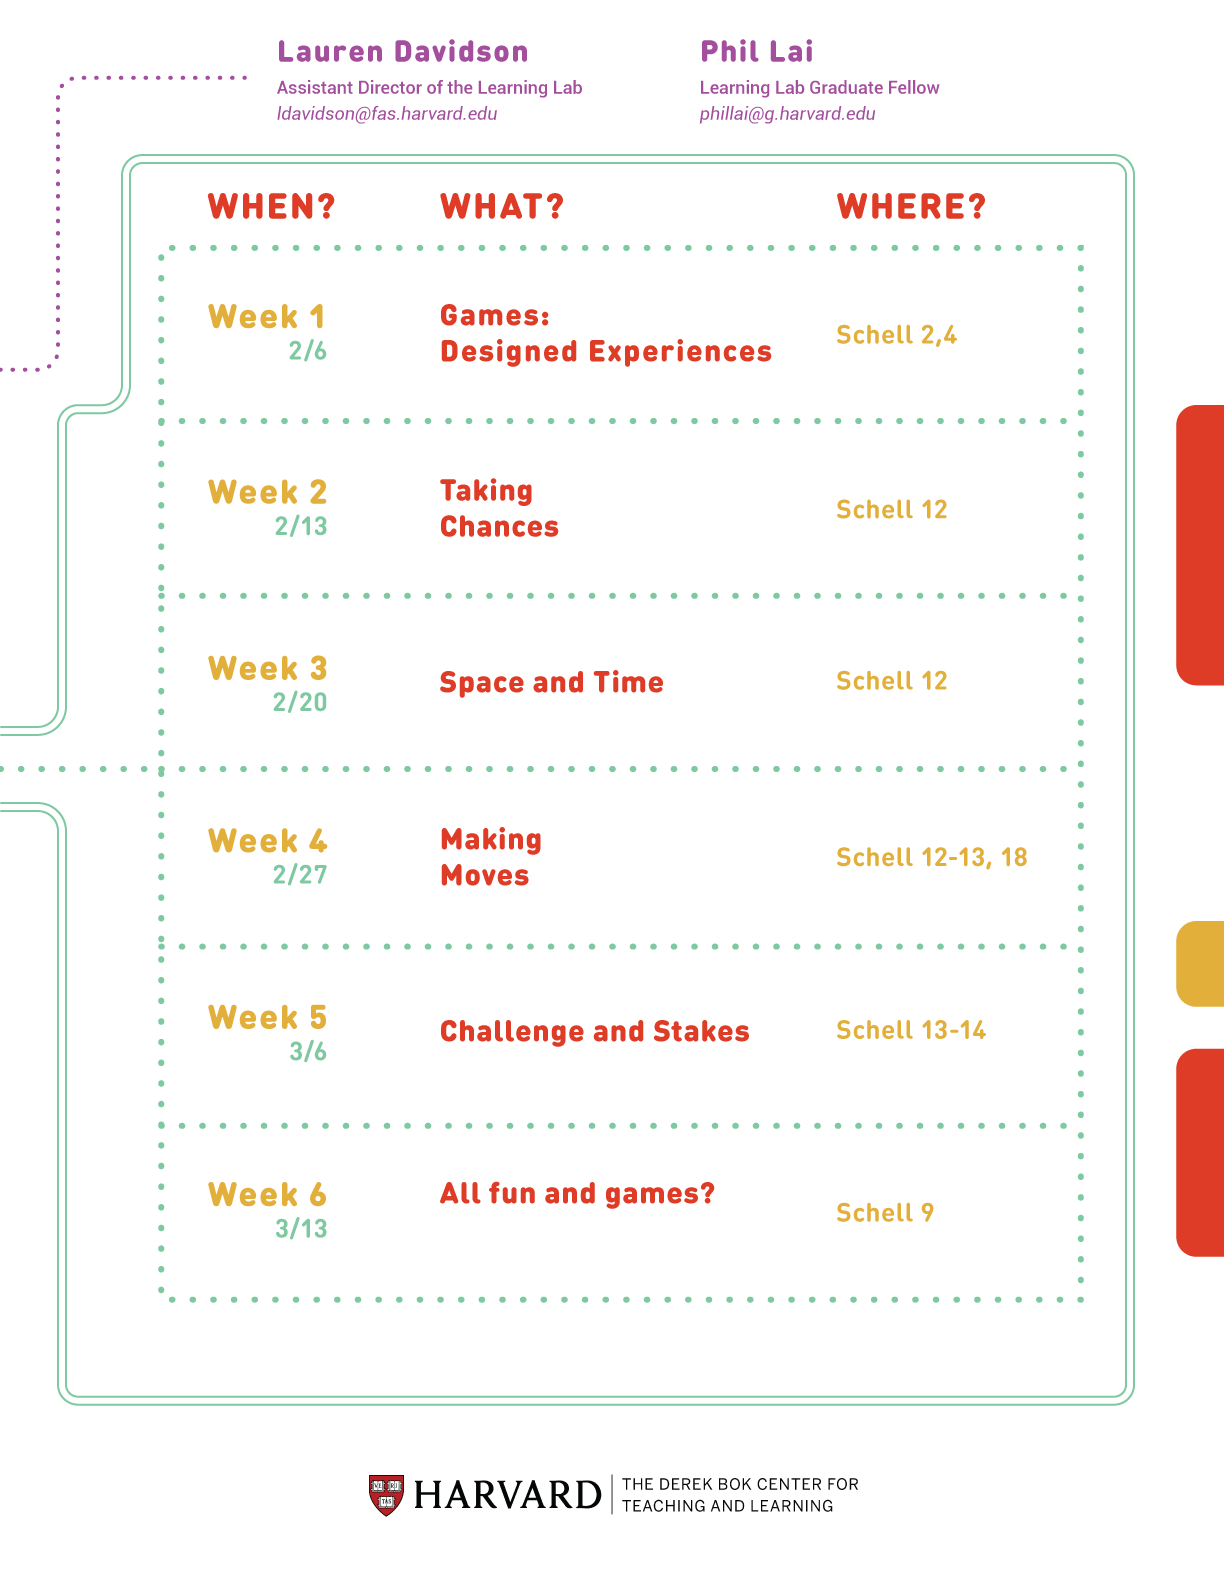 Lauren Davidson
Assistant Director of the Learning Lab
ldavidson@fas.harvard.edu
Phil Lai
Learning Lab Graduate Fellow
phillai@g.harvard.edu
WHEN? WHAT? WHERE?
Week 1
2/6
Games:
Designed Experiences
Schell 2,4
Week 2
2/13
Taking
Chances
Schell 12
Week 3
2/20
Space and Time
Schell 12
Week 4
2/27
Making
Moves
Schell 12-13, 18
Week 5
3/6
Challenge and Stakes
Schell 13-14
Week 6
3/13
All fun and games?
Schell 9
VE RI
TAS
HARVARD
THE DEREK BOK CENTER FOR
TEACHING AND LEARNING